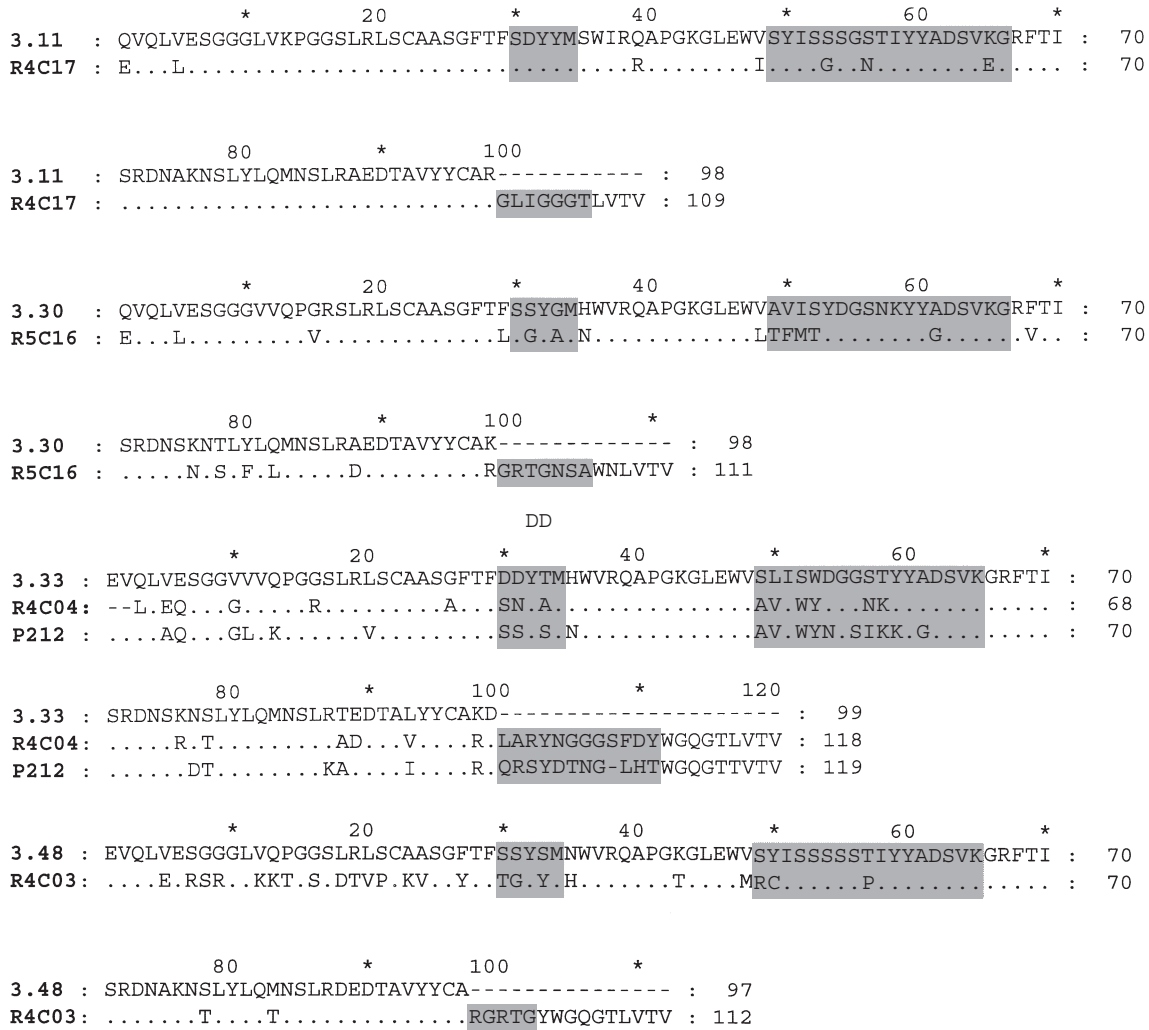 * 20 * 40 * 60 *
3.11 : QVQLVESGGGLVKPGGSLRLSCAASGFTFSDYYMSWIRQAPGKGLEWVSYISSSGSTIYYADSVKGRFTI : 70
R4C17 : E...L.................................R........I....G..N........E.... : 70
80 * 100
3.11 : SRDNAKNSLYLQMNSLRAEDTAVYYCAR----------- : 98
R4C17 : ............................GLIGGGTLVTV : 109
* 20 * 40 * 60 *
3.30 : QVQLVESGGGVVQPGRSLRLSCAASGFTFSSYGMHWVRQAPGKGLEWVAVISYDGSNKYYADSVKGRFTI : 70
R5C16 : E...L..........V.............L.G.A.N............LTFMT........G......V.. : 70
80 * 100 *
3.30 : SRDNSKNTLYLQMNSLRAEDTAVYYCAK------------- : 98
R5C16 : .....N.S.F.L.....D.........RGRTGNSAWNLVTV : 111
DD
* 20 * 40 * 60 *
3.33 : EVQLVESGGVVVQPGGSLRLSCAASGFTFDDYTMHWVRQAPGKGLEWVSLISWDGGSTYYADSVKGRFTI : 70
R4C04: --L.EQ...G.....R.........A...SN.A..............AV.WY...NK............. : 68
P212 : ....AQ...GL.K......V.........SS.S.N.............AV.WYN.SIKK.G......... : 70
80 * 100 * 120
3.33 : SRDNSKNSLYLQMNSLRTEDTALYYCAKD--------------------- : 99
R4C04: .....R.T.........AD...V....R.LARYNGGGSFDYWGQGTLVTV : 118
P212 : ......DT........KA....I....R.QRSYDTNG-LHTWGQGTTVTV : 119
* 20 * 40 * 60 *
3.48 : EVQLVESGGGLVQPGGSLRLSCAASGFTFSSYSMNWVRQAPGKGLEWVSYISSSSSTIYYADSVKGRFTI : 70
R4C03: ....E.RSR..KKT.S.DTVP.KV..Y..TG.Y.H.......T....MRC......P............. : 70
80 * 100 *
3.48 : SRDNAKNSLYLQMNSLRDEDTAVYYCA--------------- : 97
R4C03: .......T....T..............RGRTGYWGQGTLVTV : 112